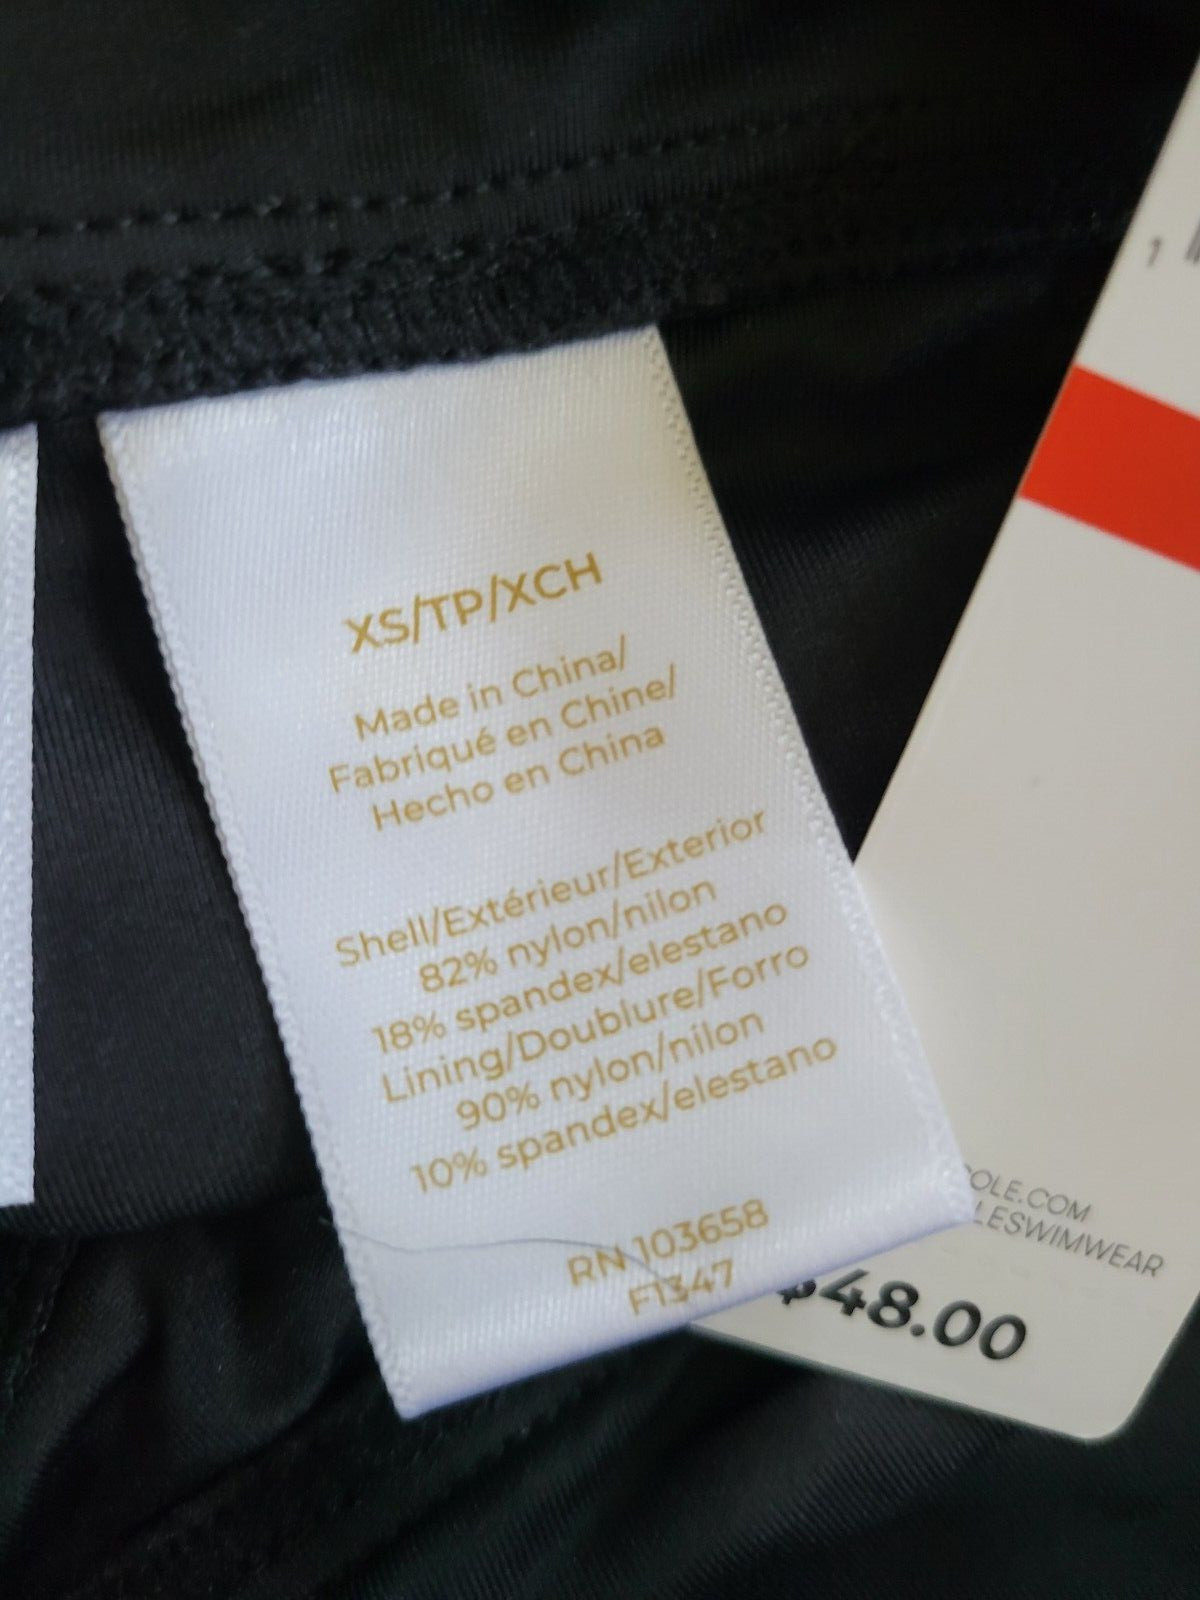 XS/TP/XCH
Made in China/
Fabriqué en Chine/
Hecho en China
Shell/Extérieur/Exterior
82% nylon/nilon
18% spandex/elestano
Lining/Doublure/Forro
90% nylon/nilon
10% spandex/elestano
RN 103658
F1347
1
OLE.COM
LESWIMWEAR
$48.00